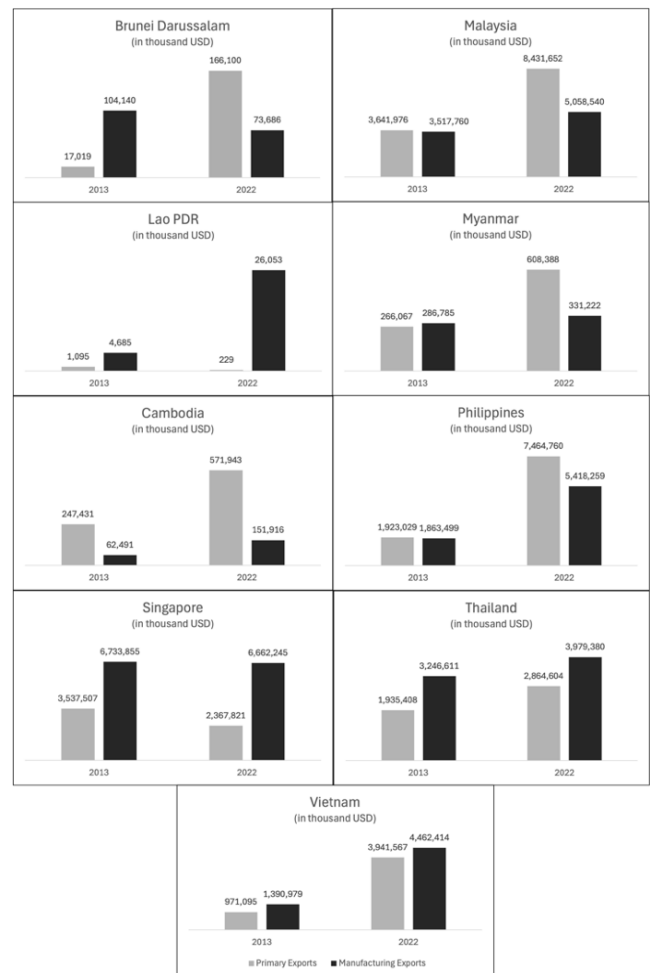 Brunei Darussalam
(in thousand USD)
166,100
104,140
73,686
17,019
2013 2022
Malaysia
(in thousand USD)
8,431,652
5,058,540
3,641,976 3,517,760
2013 2022
Lao PDR
(in thousand USD)
26,053
4,685
1,095 229
2013 2022
Myanmar
(in thousand USD)
608,388
331,222
266,067 286,785
2013 2022
Cambodia
(in thousand USD)
571,943
247,431
151,916
62,491
2013 2022
Philippines
(in thousand USD)
7,464,760
5,418,259
1,923,029 1,863,499
2013 2022
Singapore
(in thousand USD)
6,733,855 6,662,245
3,537,507
2,367,821
2013 2022
Thailand
(in thousand USD)
3,979,380
3,246,611
2,864,604
1,935,408
2013 2022
Vietnam
(in thousand USD)
4,462,414
3,941,567
1,390,979
971,095
2013 2022
Primary Exports Manufacturing Exports